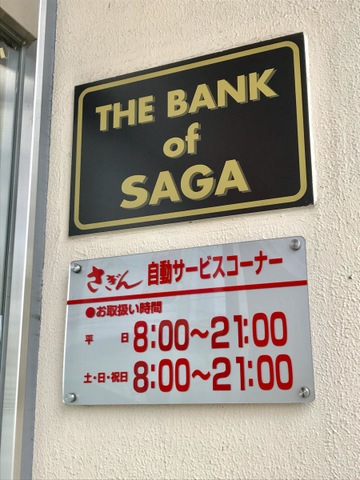 THE BANK
of
SAGA
さぎん 自動サービスコーナー
●お取扱い時間
平 日 8:00～21:00
土・日・祝日 8:00～21:00